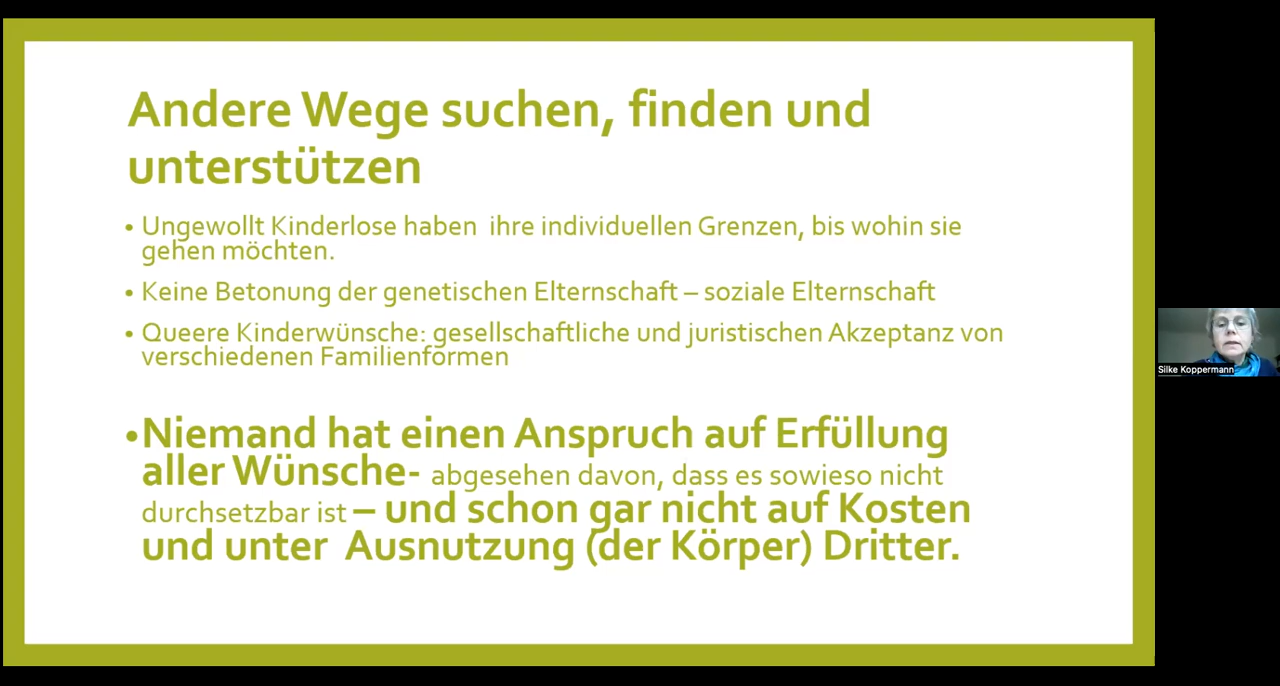 Andere Wege suchen, finden und
unterstützen
• Ungewollt Kinderlose haben  ihre individuellen Grenzen, bis wohin sie
gehen möchten.
• Keine Betonung der genetischen Elternschaft – soziale Elternschaft
• Queere Kinderwünsche: gesellschaftliche und juristischen Akzeptanz von
verschiedenen Familienformen
•Niemand hat einen Anspruch auf Erfüllung
aller Wünsche- abgesehen davon, dass es sowieso nicht
durchsetzbar ist – und schon gar nicht auf Kosten
und unter  Ausnutzung (der Körper) Dritter.
Silke Koppermann